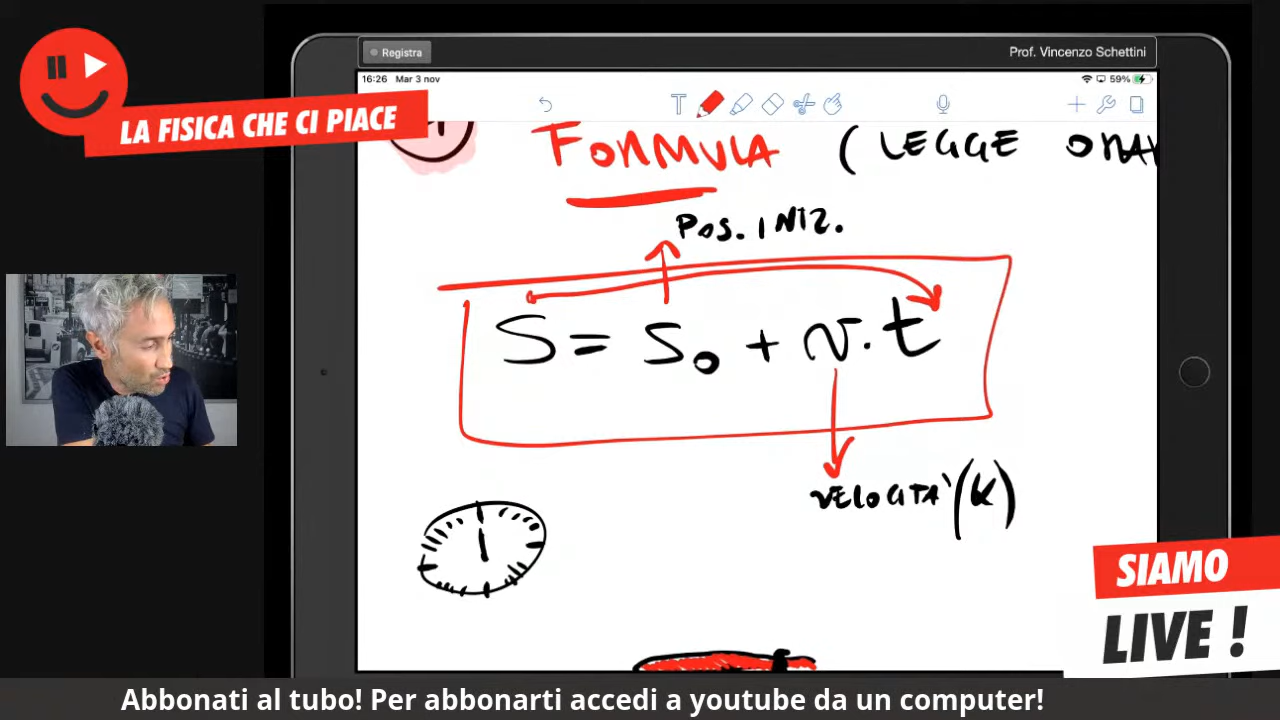 Registra
Prof. Vincenzo Schettini
16:26 Mar 3 nov
59%
LA FISICA CHE CI PIACE
T
FORMULA (LEGGE ORAR
POS. INIZ.
S = S₀ + v · t
VELOCITA' (K)
SIAMO
LIVE !
Abbonati al tubo! Per abbonarti accedi a youtube da un computer!